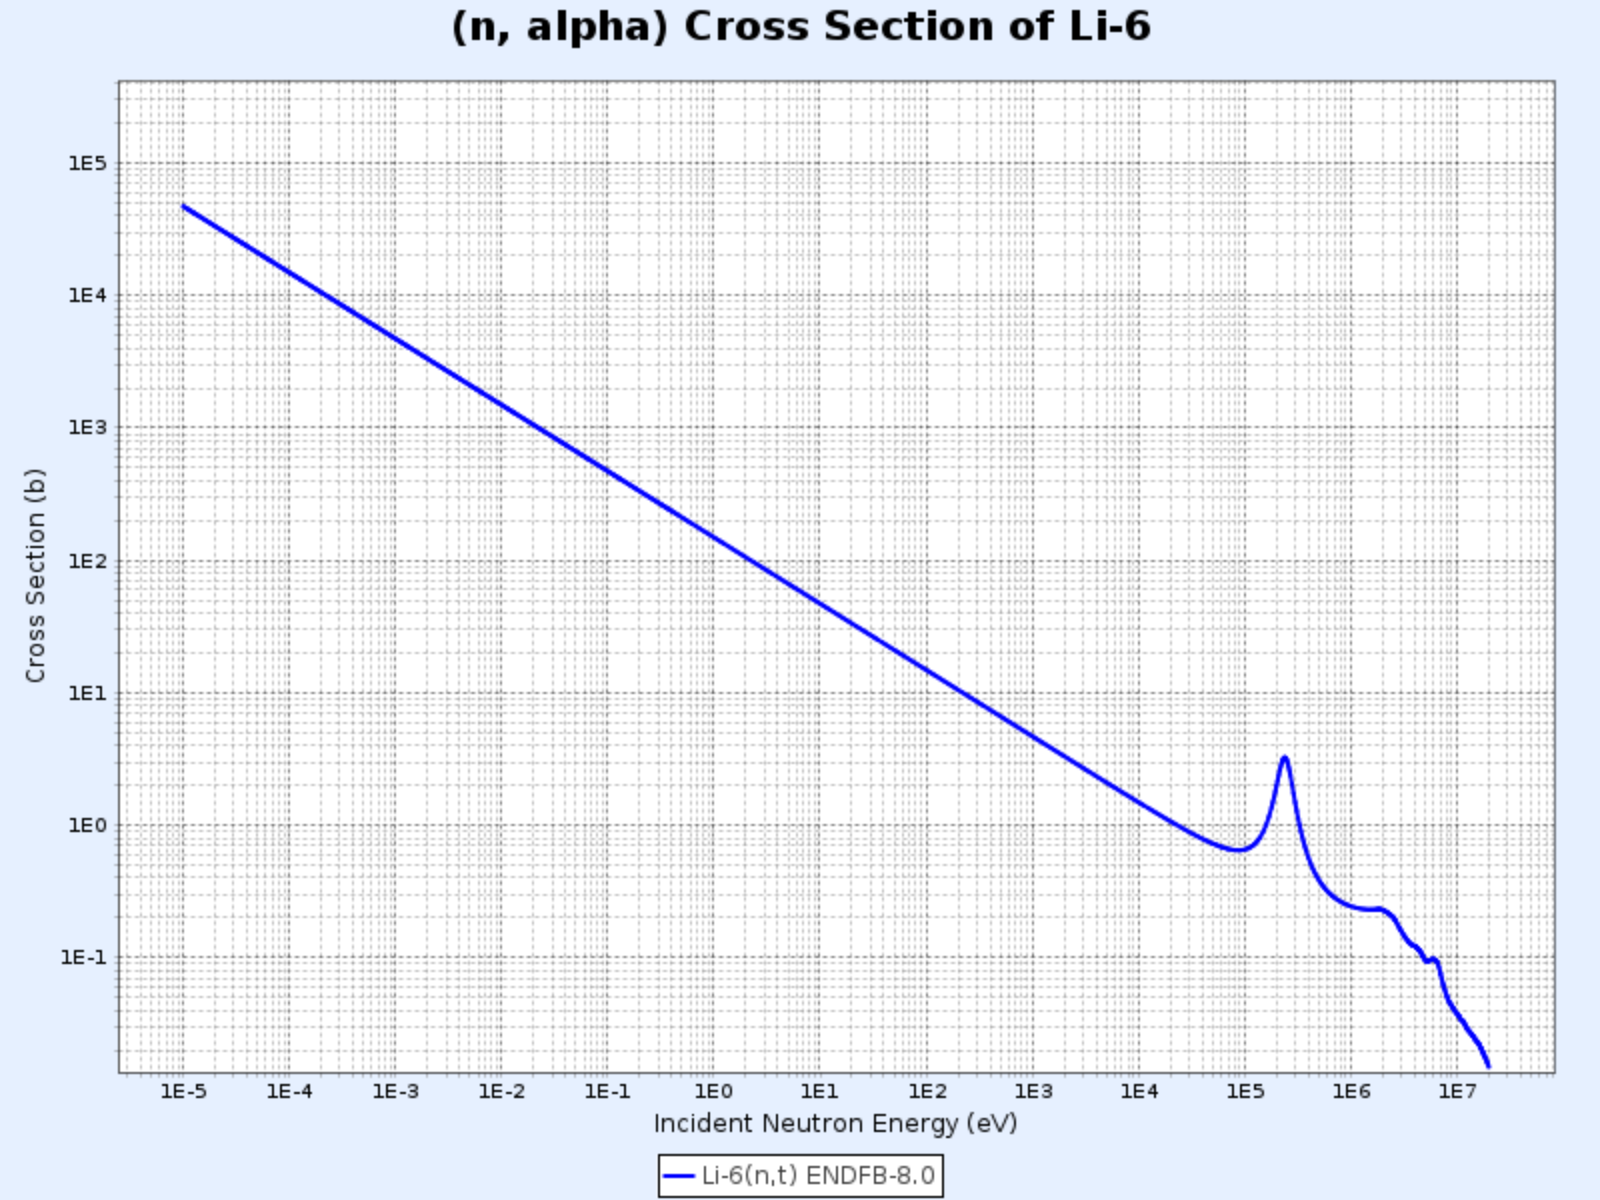 (n, alpha) Cross Section of Li-6
1E5
1E4
1E3
1E2
1E1
1E0
1E-1
Cross Section (b)
1E-5 1E-4 1E-3 1E-2 1E-1 1E0 1E1 1E2 1E3 1E4 1E5 1E6 1E7
Incident Neutron Energy (eV)
Li-6(n,t) ENDFB-8.0